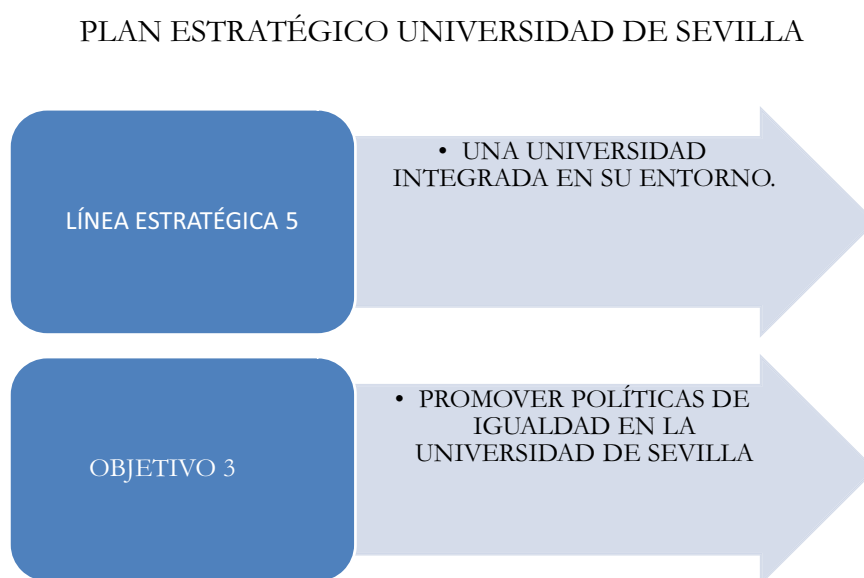 PLAN ESTRATÉGICO UNIVERSIDAD DE SEVILLA
LÍNEA ESTRATÉGICA 5
• UNA UNIVERSIDAD
INTEGRADA EN SU ENTORNO.
OBJETIVO 3
• PROMOVER POLÍTICAS DE
IGUALDAD EN LA
UNIVERSIDAD DE SEVILLA